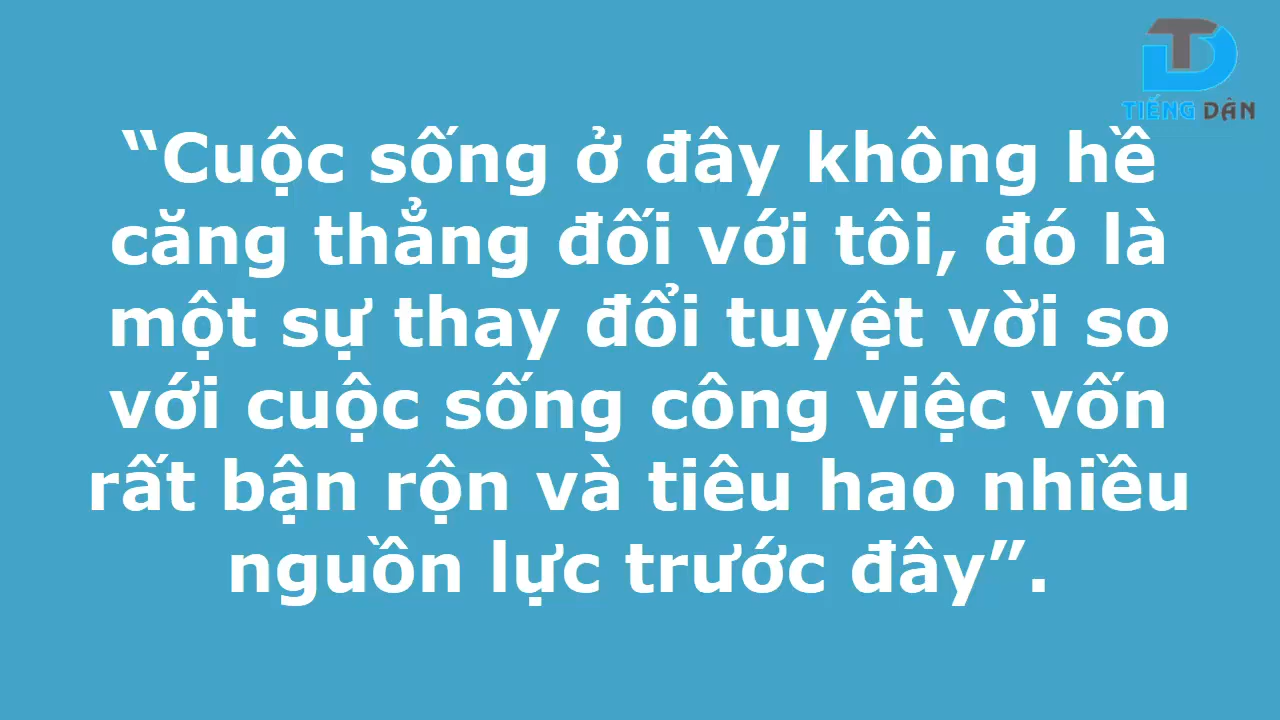 TIẾNG DÂN
“Cuộc sống ở đây không hề
căng thẳng đối với tôi, đó là
một sự thay đổi tuyệt vời so
với cuộc sống công việc vốn
rất bận rộn và tiêu hao nhiều
nguồn lực trước đây”.